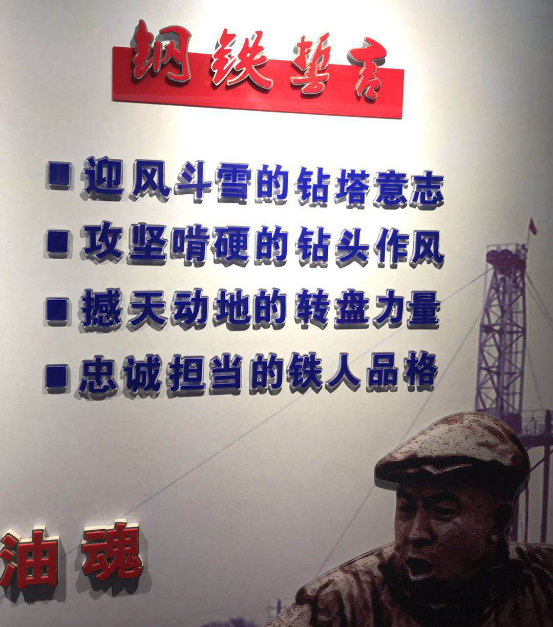 钢铁誓言
迎风斗雪的钻塔意志
攻坚啃硬的钻头作风
撼天动地的转盘力量
忠诚担当的铁人品格
油魂